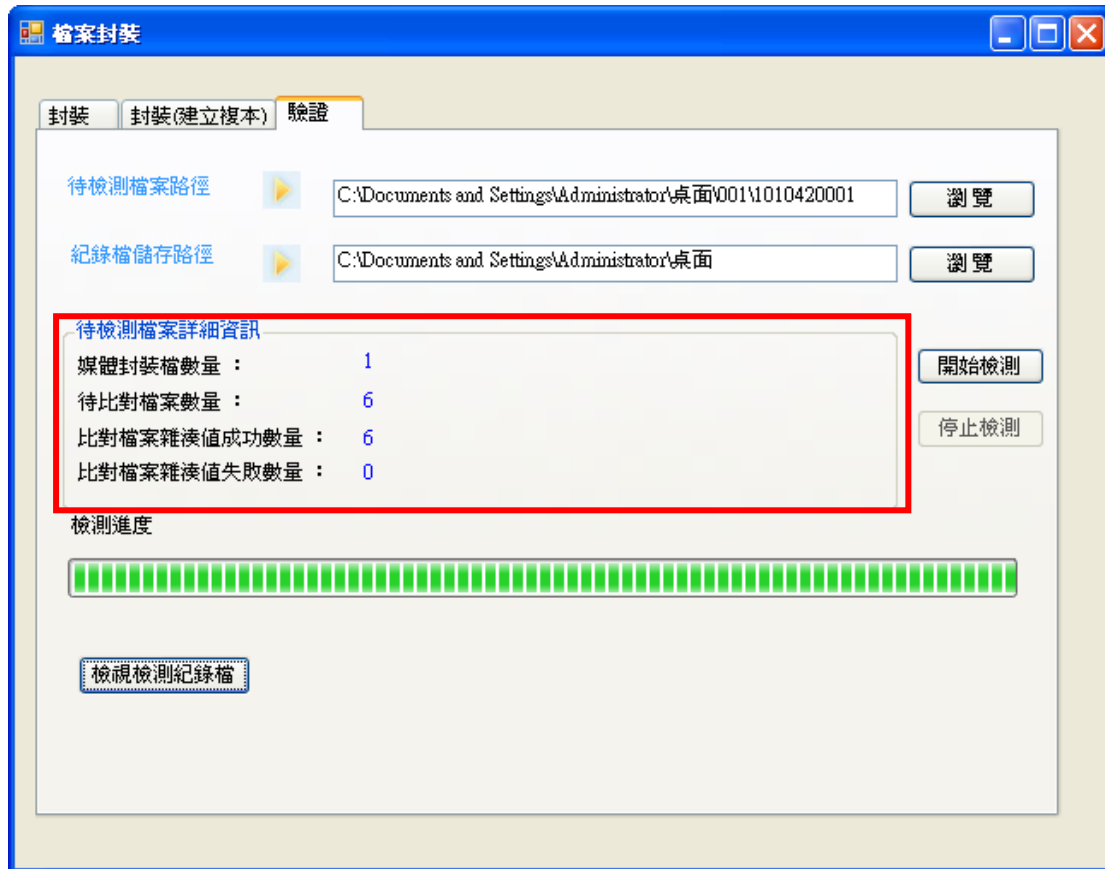 檔案封裝
封裝 封裝(建立複本) 驗證
待檢測檔案路徑 C:\Documents and Settings\Administrator\桌面\001\1010420001 瀏覽
紀錄檔儲存路徑 C:\Documents and Settings\Administrator\桌面 瀏覽
待檢測檔案詳細資訊
媒體封裝檔數量 : 1 開始檢測
待比對檔案數量 : 6
比對檔案雜湊值成功數量 : 6 停止檢測
比對檔案雜湊值失敗數量 : 0
檢測進度
檢視檢測紀錄檔